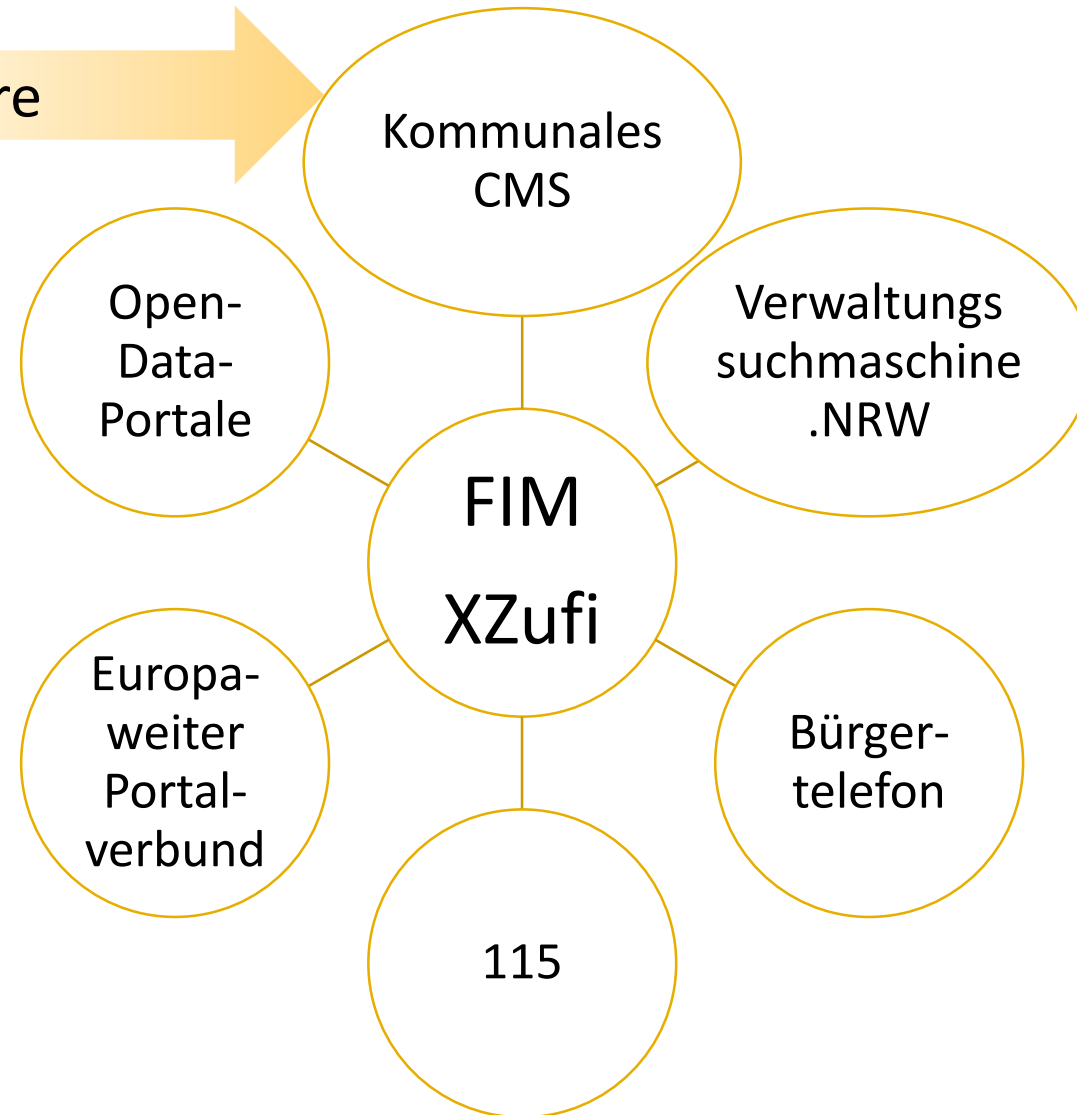 re
Kommunales
CMS
Open-
Data-
Portale
Verwaltungs
suchmaschine
.NRW
FIM
XZufi
Europa-
weiter
Portal-
verbund
Bürger-
telefon
115